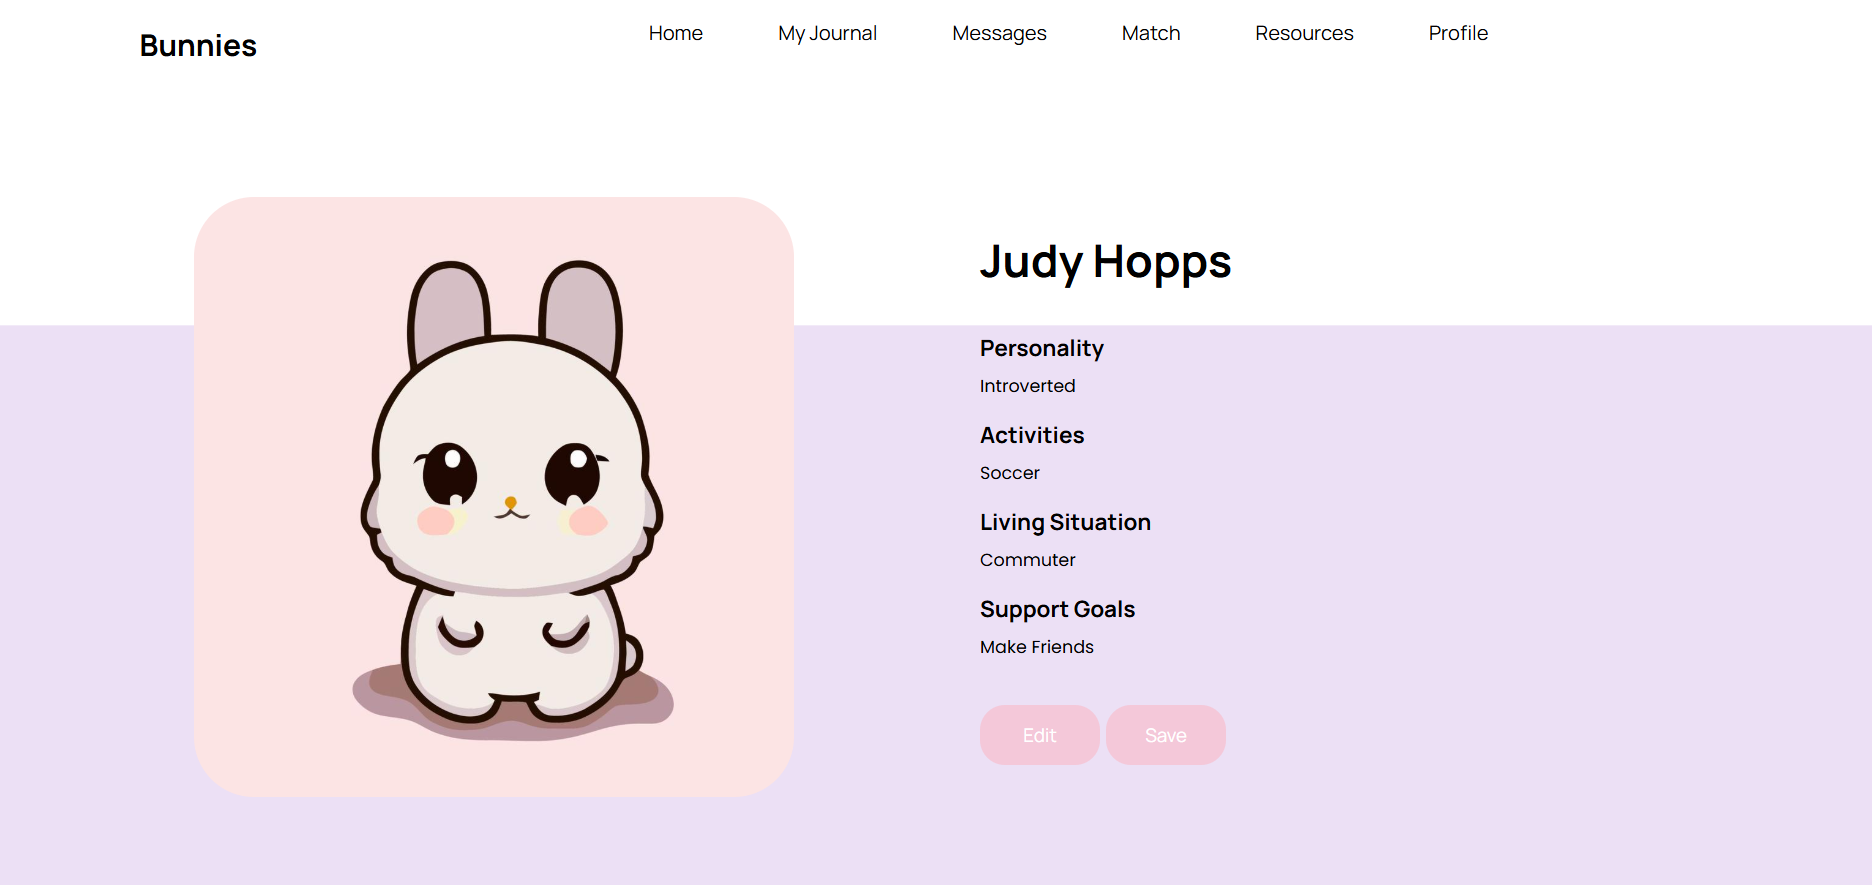 Bunnies
Home My Journal Messages Match Resources Profile
Judy Hopps
Personality
Introverted
Activities
Soccer
Living Situation
Commuter
Support Goals
Make Friends
Edit Save